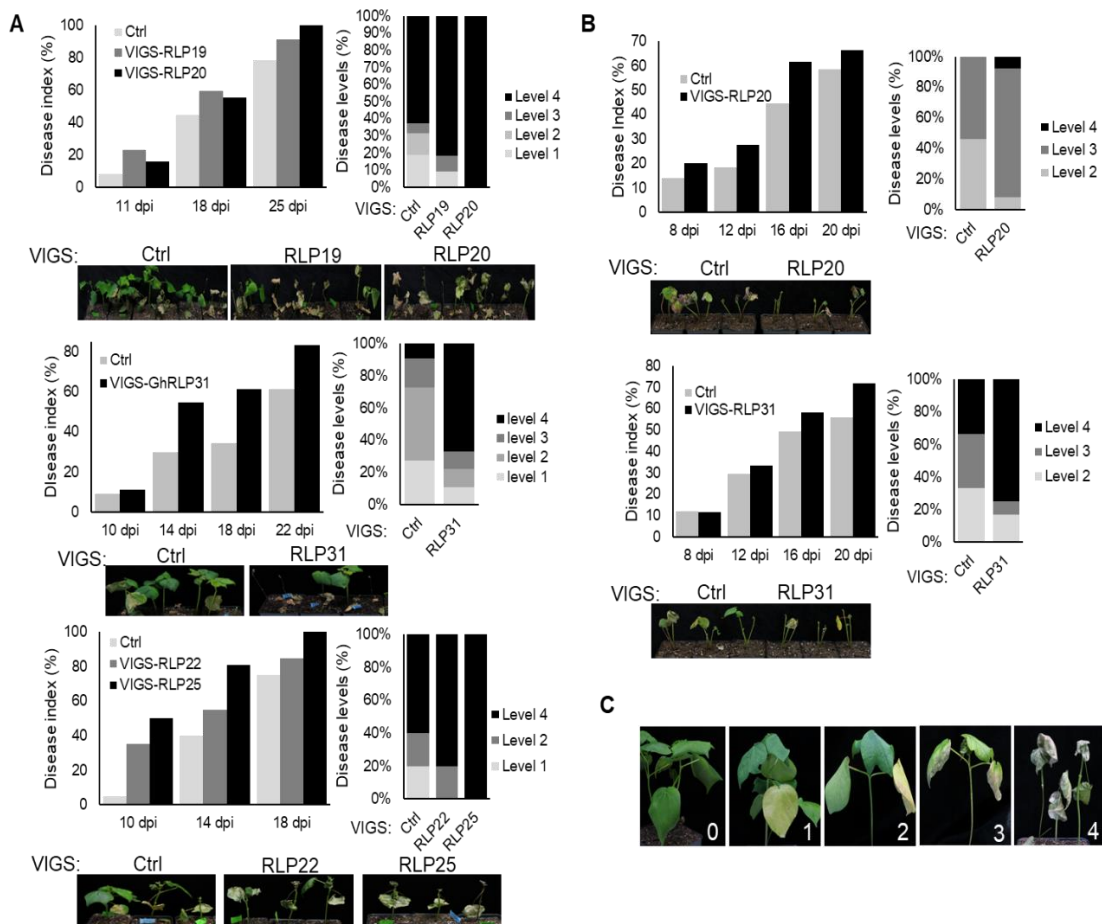 A
Disease index (%)
100
80
60
40
20
0
Ctrl
VIGS-RLP19
VIGS-RLP20
11 dpi 18 dpi 25 dpi
Disease levels (%)
100%
90%
80%
70%
60%
50%
40%
30%
20%
10%
0%
Level 4
Level 3
Level 2
Level 1
VIGS: Ctrl RLP19 RLP20
VIGS: Ctrl RLP19 RLP20
DIsease index (%)
80
60
40
20
0
Ctrl
VIGS-GhRLP31
10 dpi 14 dpi 18 dpi 22 dpi
Disease levels (%)
100%
80%
60%
40%
20%
0%
level 4
level 3
level 2
level 1
VIGS: Ctrl RLP31
VIGS: Ctrl RLP31
Disease index (%)
100
80
60
40
20
0
Ctrl
VIGS-RLP22
VIGS-RLP25
10 dpi 14 dpi 18 dpi
Disease levels (%)
100%
80%
60%
40%
20%
0%
Level 4
Level 2
Level 1
VIGS: Ctrl RLP22 RLP25
VIGS: Ctrl RLP22 RLP25
B
Disease Index (%)
70
60
50
40
30
20
10
0
Ctrl
VIGS-RLP20
8 dpi 12 dpi 16 dpi 20 dpi
Disease levels (%)
100%
80%
60%
40%
20%
0%
Level 4
Level 3
Level 2
VIGS: Ctrl RLP20
VIGS: Ctrl RLP20
Disease index (%)
80
70
60
50
40
30
20
10
0
Ctrl
VIGS-RLP31
8 dpi 12 dpi 16 dpi 20 dpi
Disease levels (%)
100%
80%
60%
40%
20%
0%
Level 4
Level 3
Level 2
VIGS: Ctrl RLP31
VIGS: Ctrl RLP31
C
0 1 2 3 4